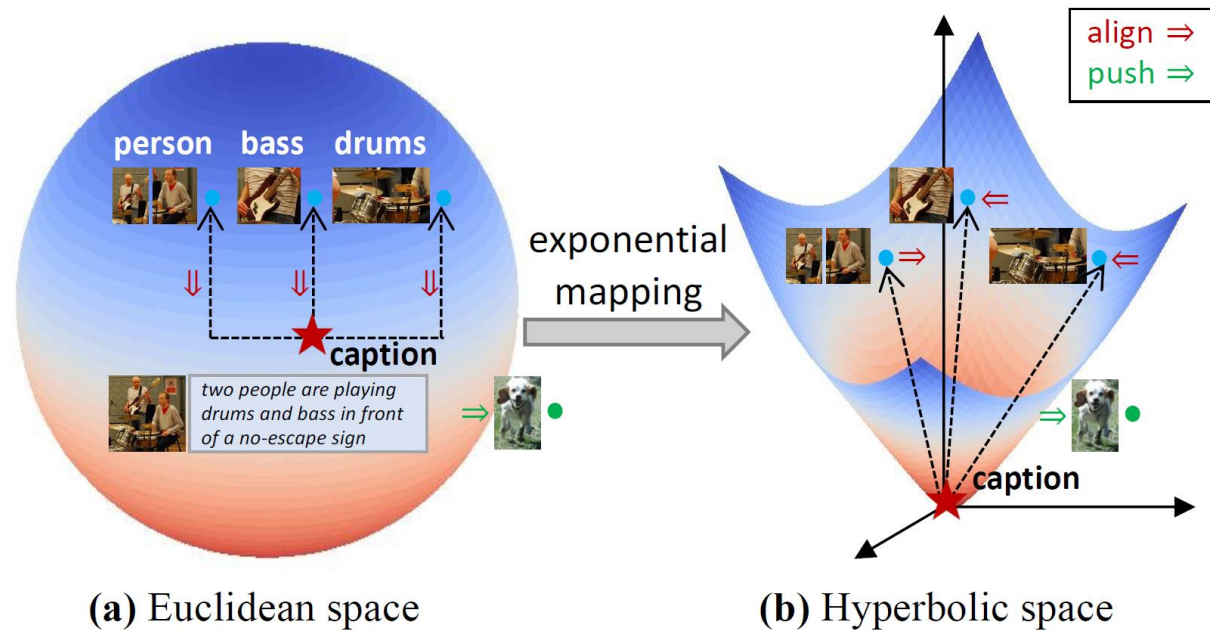 align ⇒
push ⇒
person bass drums
caption
two people are playing
drums and bass in front
of a no-escape sign
(a) Euclidean space
exponential
mapping
caption
(b) Hyperbolic space